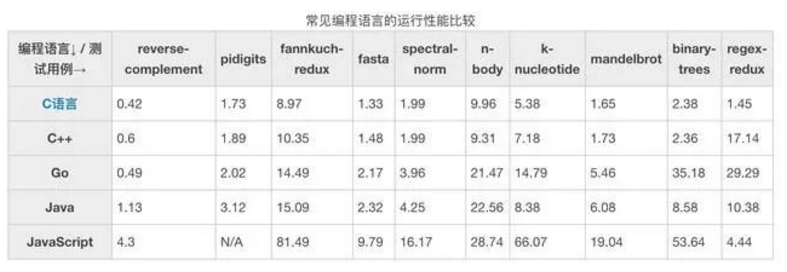 常见编程语言的运行性能比较
编程语言↓ / 测试用例→ reverse-complement pidigits fannkuch-redux fasta spectral-norm n-body k-nucleotide mandelbrot binary-trees regex-redux
C语言 0.42 1.73 8.97 1.33 1.99 9.96 5.38 1.65 2.38 1.45
C++ 0.6 1.89 10.35 1.48 1.99 9.31 7.18 1.73 2.36 17.14
Go 0.49 2.02 14.49 2.17 3.96 21.47 14.79 5.46 35.18 29.29
Java 1.13 3.12 15.09 2.32 4.25 22.56 8.38 6.08 8.58 10.38
JavaScript 4.3 N/A 81.49 9.79 16.17 28.74 66.07 19.04 53.64 4.44